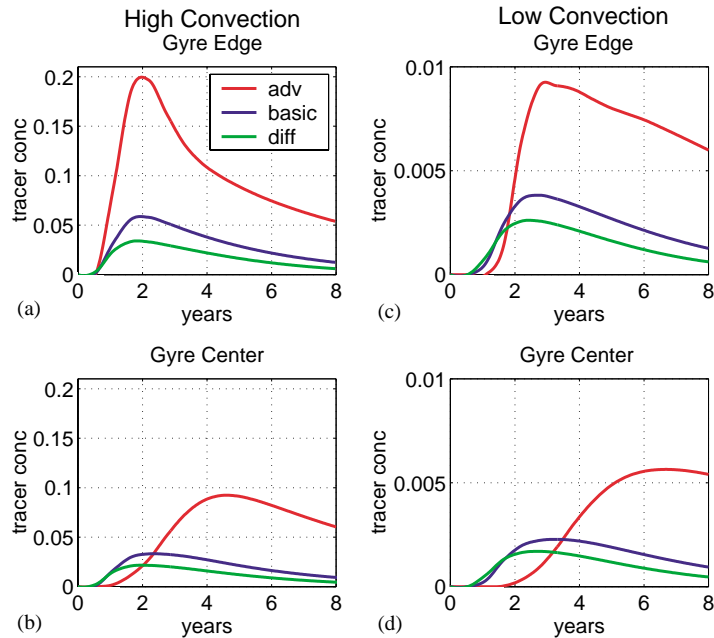 High Convection
Gyre Edge
tracer conc
0.2
0.15
0.1
0.05
0
adv
basic
diff
0 2 4 6 8
years
(a)
Low Convection
Gyre Edge
tracer conc
0.01
0.005
0
0 2 4 6 8
years
(c)
Gyre Center
tracer conc
0.2
0.15
0.1
0.05
0
0 2 4 6 8
years
(b)
Gyre Center
tracer conc
0.01
0.005
0
0 2 4 6 8
years
(d)